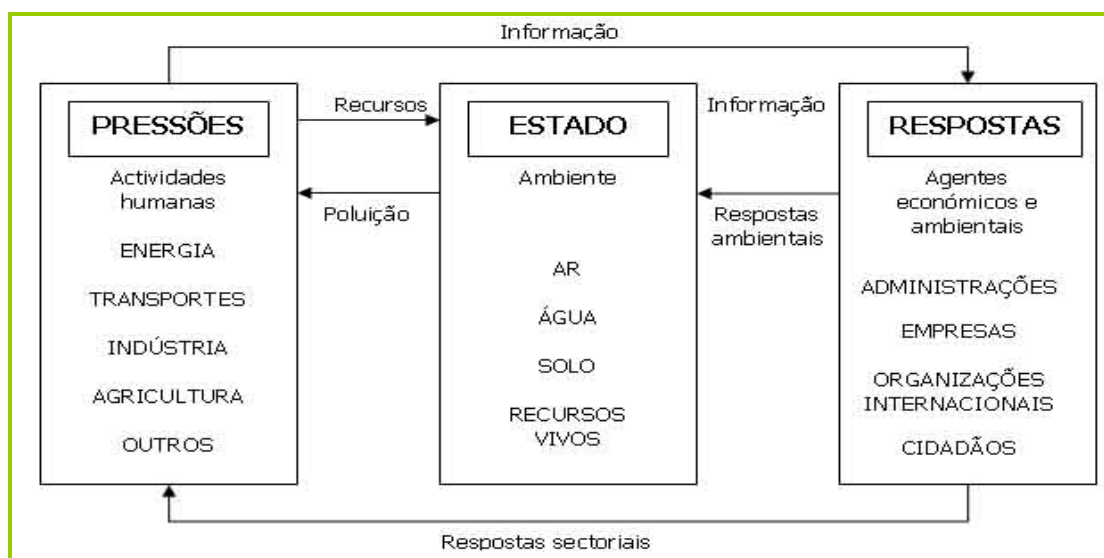 Informação
PRESSÕES
Actividades
humanas
ENERGIA
TRANSPORTES
INDÚSTRIA
AGRICULTURA
OUTROS
Recursos
Poluição
ESTADO
Ambiente
AR
ÁGUA
SOLO
RECURSOS
VIVOS
Informação
Respostas
ambientais
RESPOSTAS
Agentes
económicos e
ambientais
ADMINISTRAÇÕES
EMPRESAS
ORGANIZAÇÕES
INTERNACIONAIS
CIDADÃOS
Respostas sectoriais